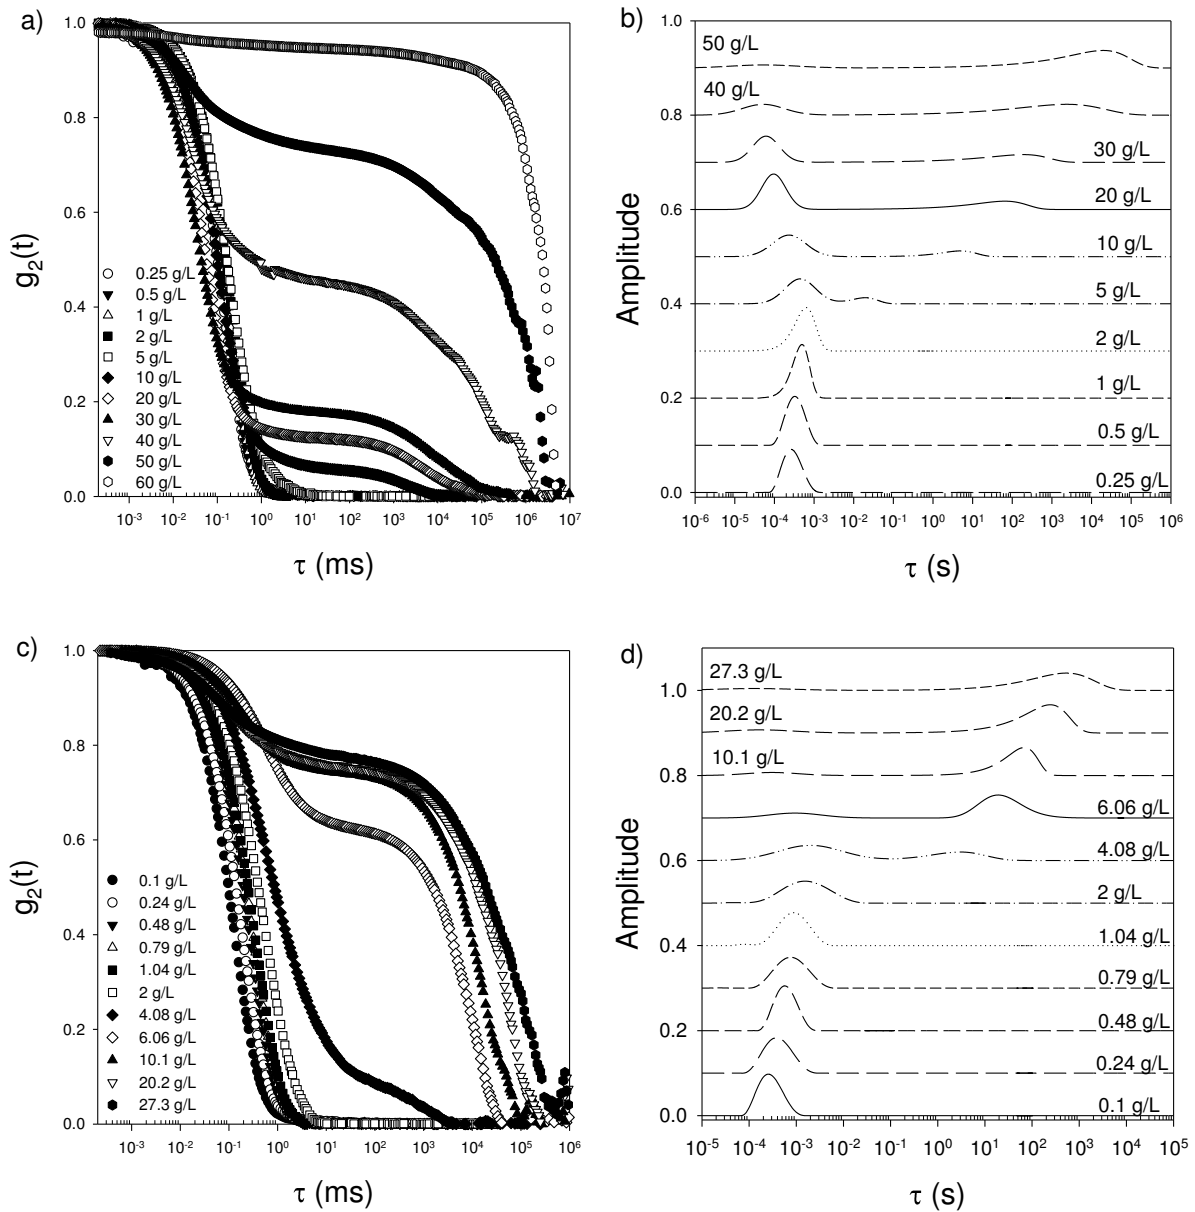 a)
1.0
0.8
0.6
0.4
0.2
0.0
g₂(t)
0.25 g/L
0.5 g/L
1 g/L
2 g/L
5 g/L
10 g/L
20 g/L
30 g/L
40 g/L
50 g/L
60 g/L
10⁻³ 10⁻² 10⁻¹ 10⁰ 10¹ 10² 10³ 10⁴ 10⁵ 10⁶ 10⁷
τ (ms)
b)
1.0
0.8
0.6
0.4
0.2
0.0
Amplitude
50 g/L
40 g/L
30 g/L
20 g/L
10 g/L
5 g/L
2 g/L
1 g/L
0.5 g/L
0.25 g/L
10⁻⁶ 10⁻⁵ 10⁻⁴ 10⁻³ 10⁻² 10⁻¹ 10⁰ 10¹ 10² 10³ 10⁴ 10⁵ 10⁶
τ (s)
c)
1.0
0.8
0.6
0.4
0.2
0.0
g₂(t)
0.1 g/L
0.24 g/L
0.48 g/L
0.79 g/L
1.04 g/L
2 g/L
4.08 g/L
6.06 g/L
10.1 g/L
20.2 g/L
27.3 g/L
10⁻³ 10⁻² 10⁻¹ 10⁰ 10¹ 10² 10³ 10⁴ 10⁵ 10⁶
τ (ms)
d)
1.0
0.8
0.6
0.4
0.2
0.0
Amplitude
27.3 g/L
20.2 g/L
10.1 g/L
6.06 g/L
4.08 g/L
2 g/L
1.04 g/L
0.79 g/L
0.48 g/L
0.24 g/L
0.1 g/L
10⁻⁵ 10⁻⁴ 10⁻³ 10⁻² 10⁻¹ 10⁰ 10¹ 10² 10³ 10⁴ 10⁵
τ (s)